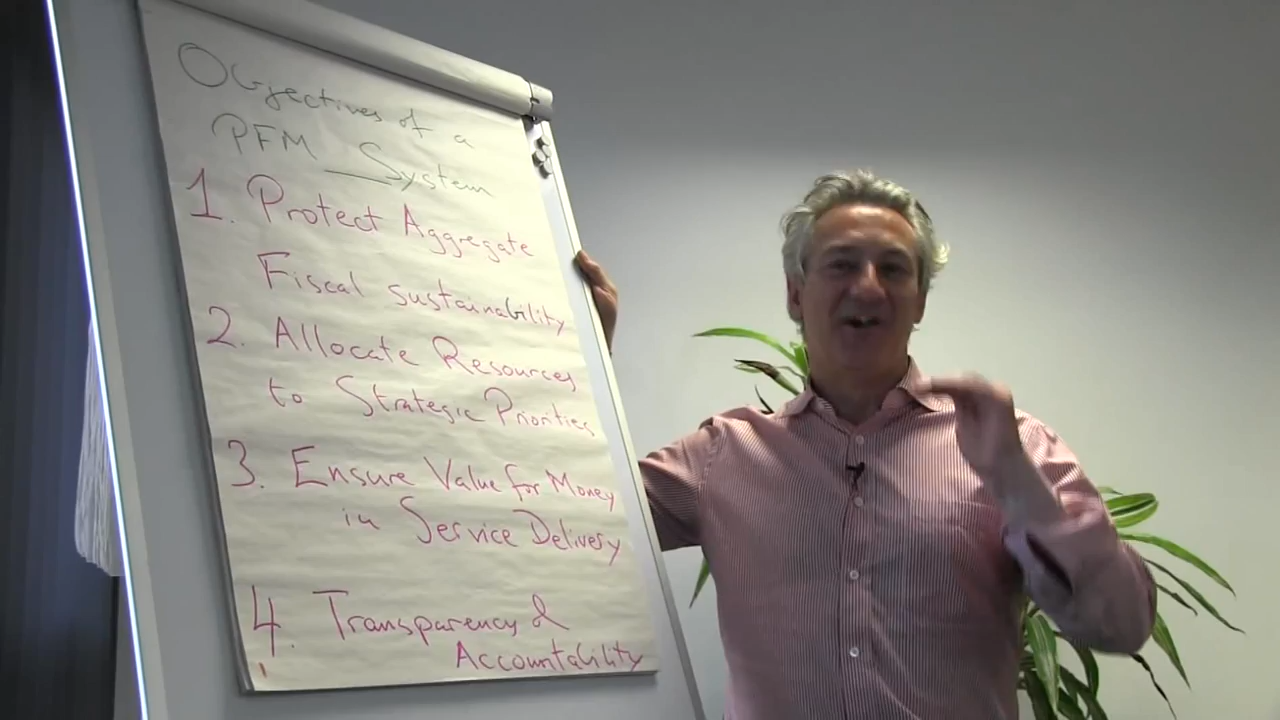 Objectives of a
PFM System
1. Protect Aggregate
Fiscal sustainability
2. Allocate Resources
to Strategic Priorities
3. Ensure Value for Money
in Service Delivery
4. Transparency &
Accountability